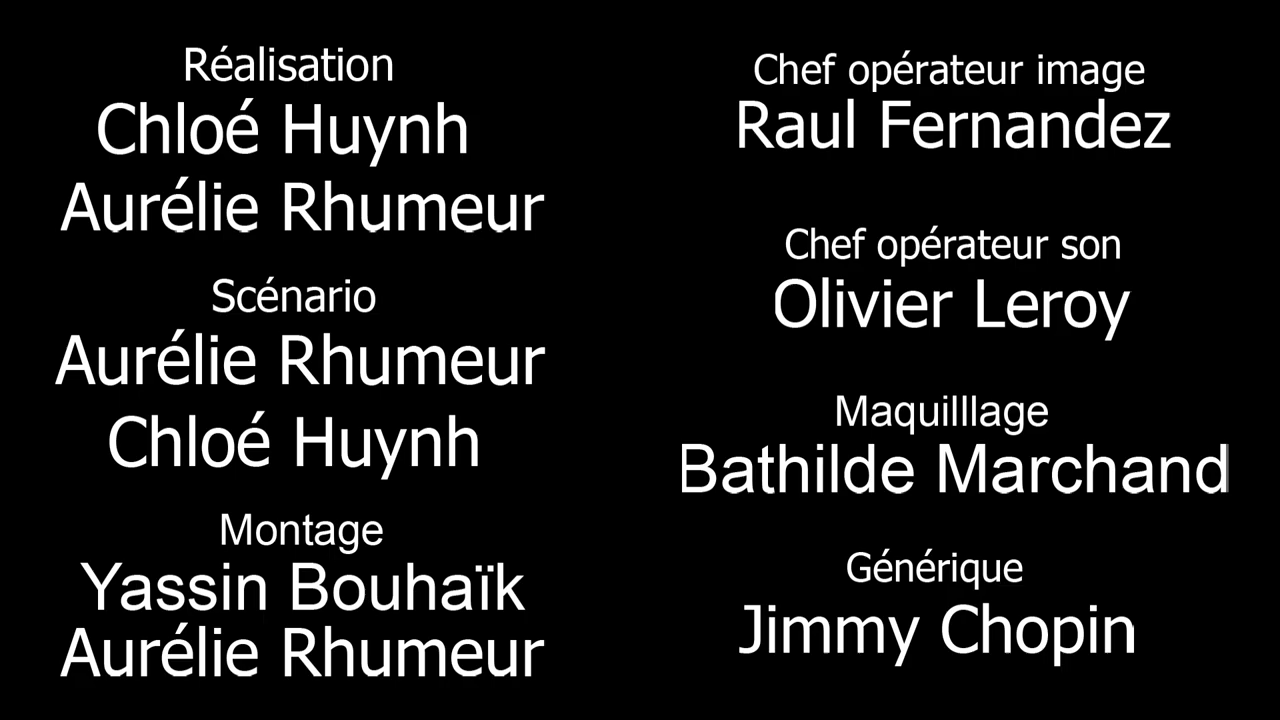 Réalisation
Chloé Huynh
Aurélie Rhumeur
Scénario
Aurélie Rhumeur
Chloé Huynh
Montage
Yassin Bouhaïk
Aurélie Rhumeur
Chef opérateur image
Raul Fernandez
Chef opérateur son
Olivier Leroy
Maquilllage
Bathilde Marchand
Générique
Jimmy Chopin